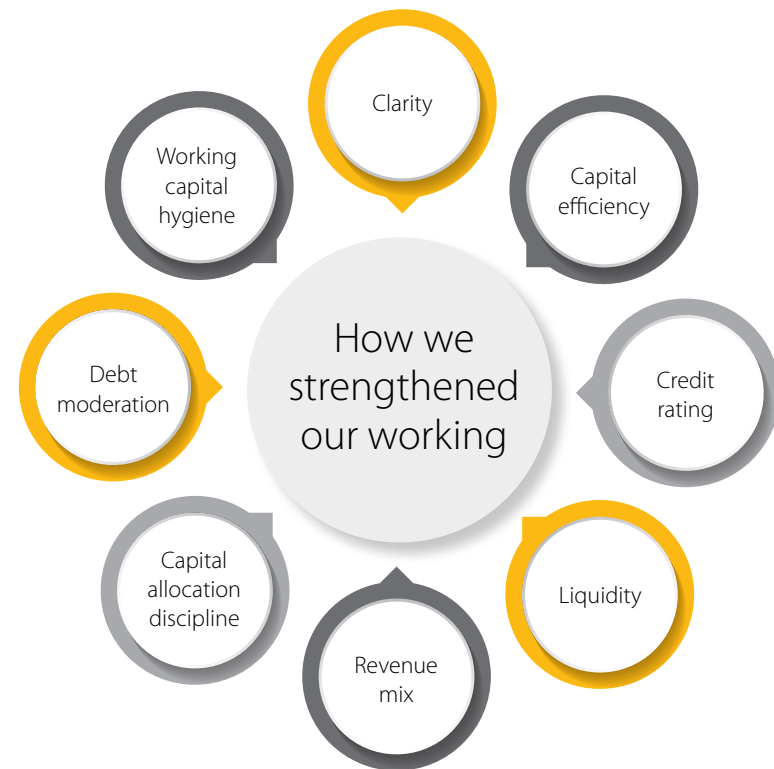 Clarity
Capital
efficiency
Credit
rating
Liquidity
Revenue
mix
Capital
allocation
discipline
Debt
moderation
Working
capital
hygiene
How we
strengthened
our working